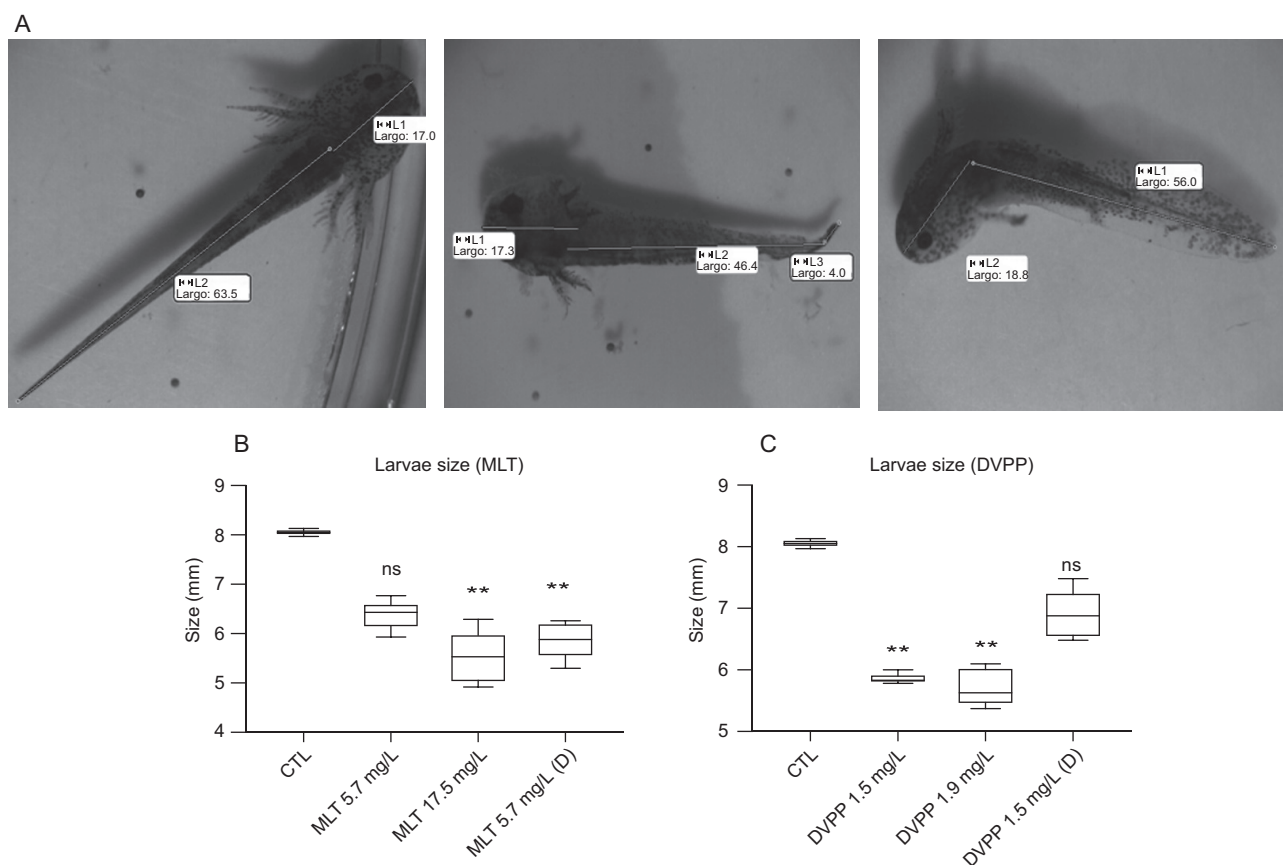 A
L1
Largo: 17.0
L2
Largo: 63.5
L1
Largo: 17.3
L2
Largo: 46.4
L3
Largo: 4.0
L1
Largo: 56.0
L2
Largo: 18.8
B
Larvae size (MLT)
9
8
7
6
5
4
Size (mm)
ns
**
**
CTL
MLT 5.7 mg/L
MLT 17.5 mg/L
MLT 5.7 mg/L (D)
C
Larvae size (DVPP)
9
8
7
6
5
Size (mm)
**
**
ns
CTL
DVPP 1.5 mg/L
DVPP 1.9 mg/L
DVPP 1.5 mg/L (D)